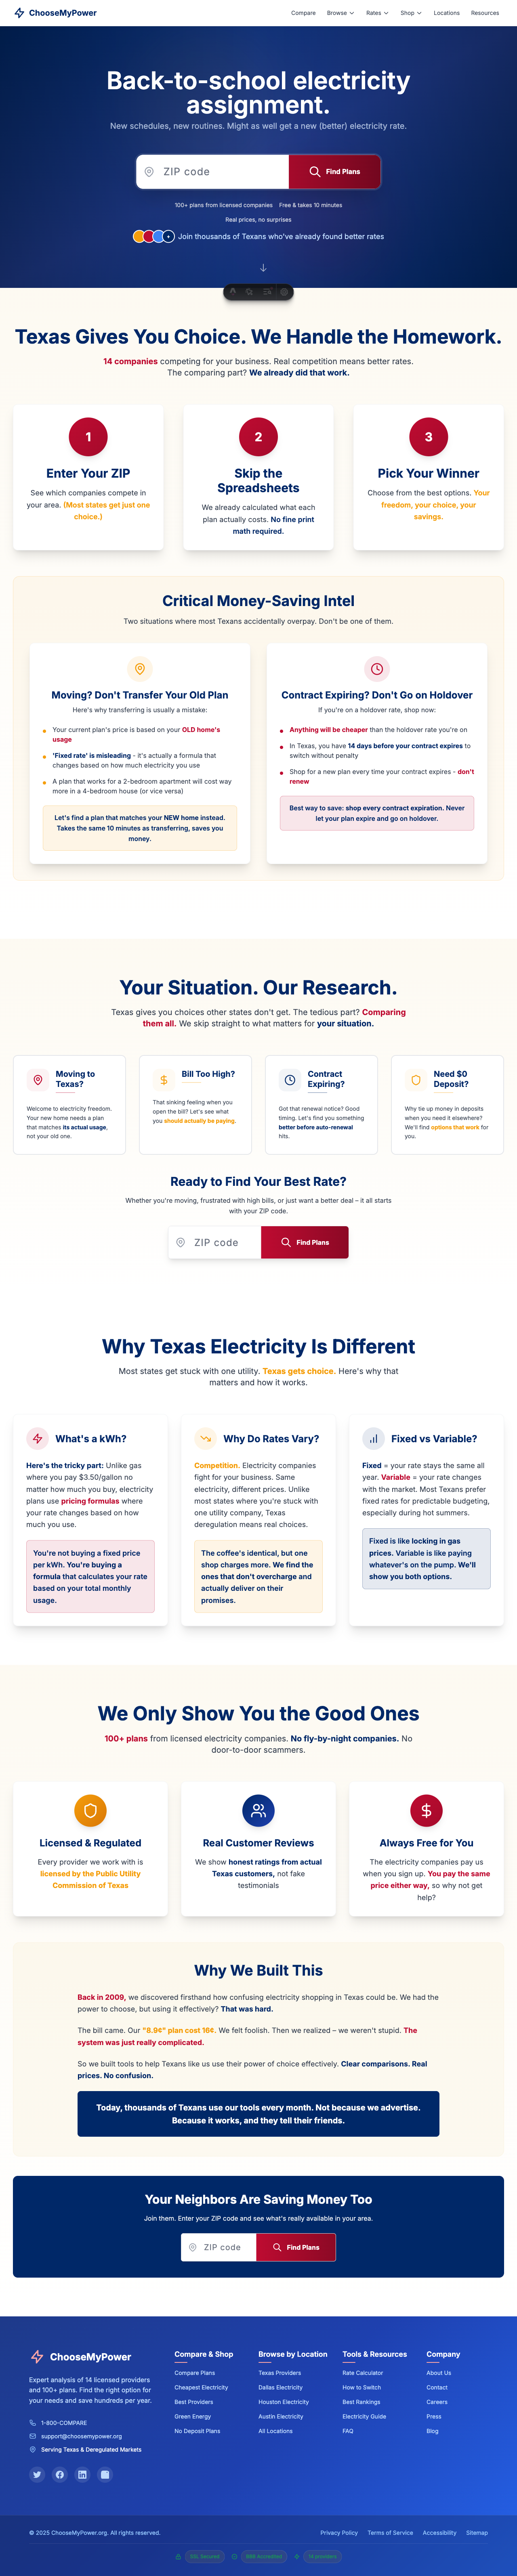 ChooseMyPower
Compare Browse Rates Shop Locations Resources
Back-to-school electricity
assignment.
New schedules, new routines. Might as well get a new (better) electricity rate.
ZIP code
Find Plans
100+ plans from licensed companies Free & takes 10 minutes
Real prices, no surprises
+ Join thousands of Texans who've already found better rates
Texas Gives You Choice. We Handle the Homework.
14 companies competing for your business. Real competition means better rates.
The comparing part? We already did that work.
1
Enter Your ZIP
See which companies compete in
your area. (Most states get just one
choice.)
2
Skip the
Spreadsheets
We already calculated what each
plan actually costs. No fine print
math required.
3
Pick Your Winner
Choose from the best options. Your
freedom, your choice, your
savings.
Critical Money-Saving Intel
Two situations where most Texans accidentally overpay. Don't be one of them.
Moving? Don't Transfer Your Old Plan
Here's why transferring is usually a mistake:
Your current plan's price is based on your OLD home's
usage
'Fixed rate' is misleading - it's actually a formula that
changes based on how much electricity you use
A plan that works for a 2-bedroom apartment will cost way
more in a 4-bedroom house (or vice versa)
Let's find a plan that matches your NEW home instead.
Takes the same 10 minutes as transferring, saves you
money.
Contract Expiring? Don't Go on Holdover
If you're on a holdover rate, shop now:
Anything will be cheaper than the holdover rate you're on
In Texas, you have 14 days before your contract expires to
switch without penalty
Shop for a new plan every time your contract expires - don't
renew
Best way to save: shop every contract expiration. Never
let your plan expire and go on holdover.
Your Situation. Our Research.
Texas gives you choices other states don't get. The tedious part? Comparing
them all. We skip straight to what matters for your situation.
Moving to
Texas?
Welcome to electricity freedom.
Your new home needs a plan
that matches its actual usage,
not your old one.
Bill Too High?
That sinking feeling when you
open the bill? Let's see what
you should actually be paying.
Contract
Expiring?
Got that renewal notice? Good
timing. Let's find you something
better before auto-renewal
hits.
Need $0
Deposit?
Why tie up money in deposits
when you need it elsewhere?
We'll find options that work for
you.
Ready to Find Your Best Rate?
Whether you're moving, frustrated with high bills, or just want a better deal – it all starts
with your ZIP code.
ZIP code
Find Plans
Why Texas Electricity Is Different
Most states get stuck with one utility. Texas gets choice. Here's why that
matters and how it works.
What's a kWh?
Here's the tricky part: Unlike gas
where you pay $3.50/gallon no
matter how much you buy, electricity
plans use pricing formulas where
your rate changes based on how
much you use.
You're not buying a fixed price
per kWh. You're buying a
formula that calculates your rate
based on your total monthly
usage.
Why Do Rates Vary?
Competition. Electricity companies
fight for your business. Same
electricity, different prices. Unlike
most states where you're stuck with
one utility company, Texas
deregulation means real choices.
The coffee's identical, but one
shop charges more. We find the
ones that don't overcharge and
actually deliver on their
promises.
Fixed vs Variable?
Fixed = your rate stays the same all
year. Variable = your rate changes
with the market. Most Texans prefer
fixed rates for predictable budgeting,
especially during hot summers.
Fixed is like locking in gas
prices. Variable is like paying
whatever's on the pump. We'll
show you both options.
We Only Show You the Good Ones
100+ plans from licensed electricity companies. No fly-by-night companies. No
door-to-door scammers.
Licensed & Regulated
Every provider we work with is
licensed by the Public Utility
Commission of Texas
Real Customer Reviews
We show honest ratings from actual
Texas customers, not fake
testimonials
Always Free for You
The electricity companies pay us
when you sign up. You pay the same
price either way, so why not get
help?
Why We Built This
Back in 2009, we discovered firsthand how confusing electricity shopping in Texas could be. We had the
power to choose, but using it effectively? That was hard.
The bill came. Our "8.9¢" plan cost 16¢. We felt foolish. Then we realized – we weren't stupid. The
system was just really complicated.
So we built tools to help Texans like us use their power of choice effectively. Clear comparisons. Real
prices. No confusion.
Today, thousands of Texans use our tools every month. Not because we advertise.
Because it works, and they tell their friends.
Your Neighbors Are Saving Money Too
Join them. Enter your ZIP code and see what's really available in your area.
ZIP code
Find Plans
ChooseMyPower
Expert analysis of 14 licensed providers
and 100+ plans. Find the right option for
your needs and save hundreds per year.
1-800-COMPARE
support@choosemypower.org
Serving Texas & Deregulated Markets
Compare & Shop
Compare Plans
Cheapest Electricity
Best Providers
Green Energy
No Deposit Plans
Browse by Location
Texas Providers
Dallas Electricity
Houston Electricity
Austin Electricity
All Locations
Tools & Resources
Rate Calculator
How to Switch
Best Rankings
Electricity Guide
FAQ
Company
About Us
Contact
Careers
Press
Blog
© 2025 ChooseMyPower.org. All rights reserved.
Privacy Policy Terms of Service Accessibility Sitemap
SSL Secured BBB Accredited 14 providers